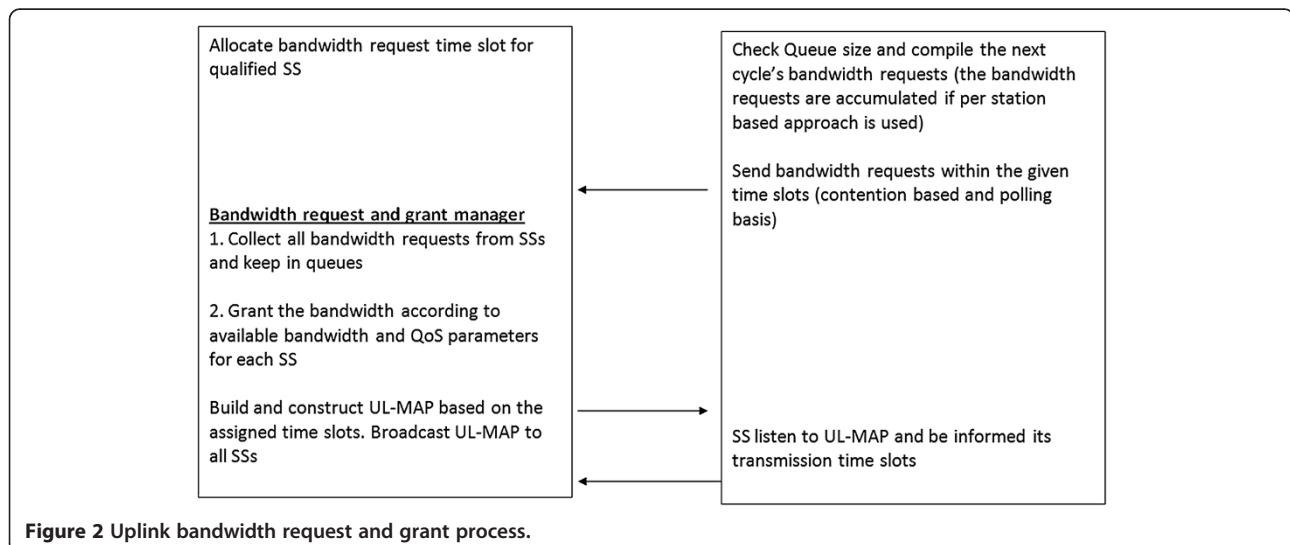 Allocate bandwidth request time slot for
qualified SS
Bandwidth request and grant manager
1. Collect all bandwidth requests from SSs
and keep in queues
2. Grant the bandwidth according to
available bandwidth and QoS parameters
for each SS
Build and construct UL-MAP based on the
assigned time slots. Broadcast UL-MAP to
all SSs
Check Queue size and compile the next
cycle's bandwidth requests (the bandwidth
requests are accumulated if per station
based approach is used)
Send bandwidth requests within the given
time slots (contention based and polling
basis)
SS listen to UL-MAP and be informed its
transmission time slots
Figure 2 Uplink bandwidth request and grant process.